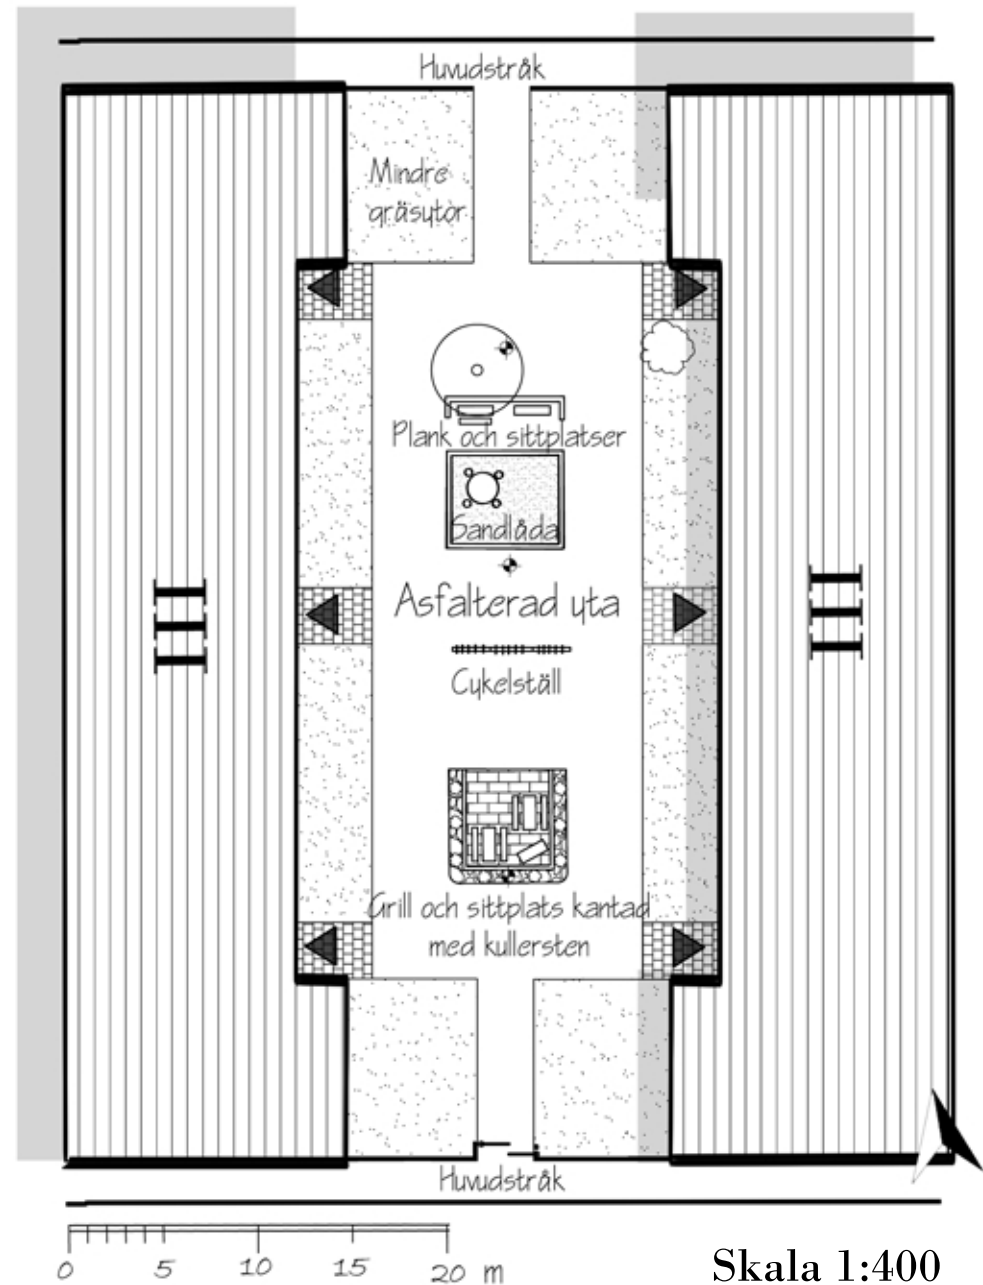 Huvudstråk
Mindre
gräsytor
Plank och sittplatser
Sandlåda
Asfalterad yta
Cykelställ
Grill och sittplats kantad
med kullersten
Huvudstråk
0 5 10 15 20 m
Skala 1:400